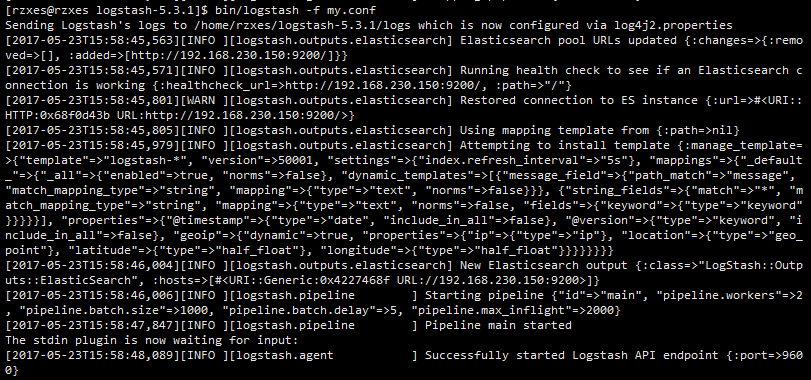 [rzxes@rzxes logstash-5.3.1]$ bin/logstash -f my.conf
Sending Logstash's logs to /home/rzxes/logstash-5.3.1/logs which is now configured via log4j2.properties
[2017-05-23T15:58:45,563][INFO ][logstash.outputs.elasticsearch] Elasticsearch pool URLs updated {:changes=>{:remo
ved=>[], :added=>[http://192.168.230.150:9200/]}}
[2017-05-23T15:58:45,571][INFO ][logstash.outputs.elasticsearch] Running health check to see if an Elasticsearch c
onnection is working {:healthcheck_url=>http://192.168.230.150:9200/, :path=>"/"}
[2017-05-23T15:58:45,801][WARN ][logstash.outputs.elasticsearch] Restored connection to ES instance {:url=>#<URI::
HTTP:0x68f0d43b URL:http://192.168.230.150:9200/>}
[2017-05-23T15:58:45,805][INFO ][logstash.outputs.elasticsearch] Using mapping template from {:path=>nil}
[2017-05-23T15:58:45,979][INFO ][logstash.outputs.elasticsearch] Attempting to install template {:manage_template=
>{"template"=>"logstash-*", "version"=>50001, "settings"=>{"index.refresh_interval"=>"5s"}, "mappings"=>{"_default
_"=>{"_all"=>{"enabled"=>true, "norms"=>false}, "dynamic_templates"=>[{"message_field"=>{"path_match"=>"message",
"match_mapping_type"=>"string", "mapping"=>{"type"=>"text", "norms"=>false}}}, {"string_fields"=>{"match"=>"*", "m
atch_mapping_type"=>"string", "mapping"=>{"type"=>"text", "norms"=>false, "fields"=>{"keyword"=>{"type"=>"keyword"
}}}}}], "properties"=>{"@timestamp"=>{"type"=>"date", "include_in_all"=>false}, "@version"=>{"type"=>"keyword", "i
nclude_in_all"=>false}, "geoip"=>{"dynamic"=>true, "properties"=>{"ip"=>{"type"=>"ip"}, "location"=>{"type"=>"geo_
point"}, "latitude"=>{"type"=>"half_float"}, "longitude"=>{"type"=>"half_float"}}}}}}}}
[2017-05-23T15:58:46,004][INFO ][logstash.outputs.elasticsearch] New Elasticsearch output {:class=>"LogStash::Outp
uts::ElasticSearch", :hosts=>[#<URI::Generic:0x4227468f URL://192.168.230.150:9200>]}
[2017-05-23T15:58:46,006][INFO ][logstash.pipeline        ] Starting pipeline {"id"=>"main", "pipeline.workers"=>2
, "pipeline.batch.size"=>1000, "pipeline.batch.delay"=>5, "pipeline.max_inflight"=>2000}
[2017-05-23T15:58:47,847][INFO ][logstash.pipeline        ] Pipeline main started
The stdin plugin is now waiting for input:
[2017-05-23T15:58:48,089][INFO ][logstash.agent           ] Successfully started Logstash API endpoint {:port=>960
0}